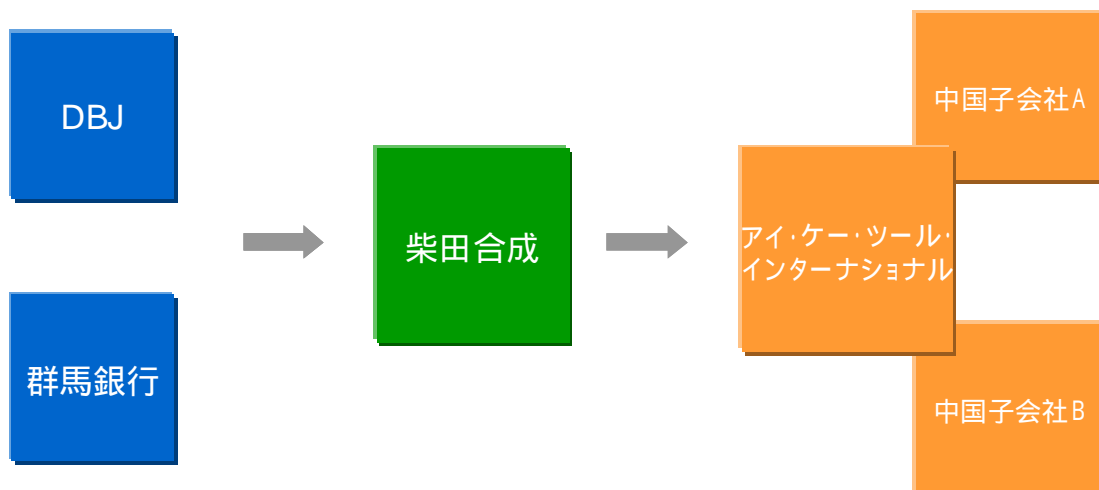 DBJ
群馬銀行
柴田合成
アイ・ケー・ツール・
インターナショナル
中国子会社A
中国子会社B